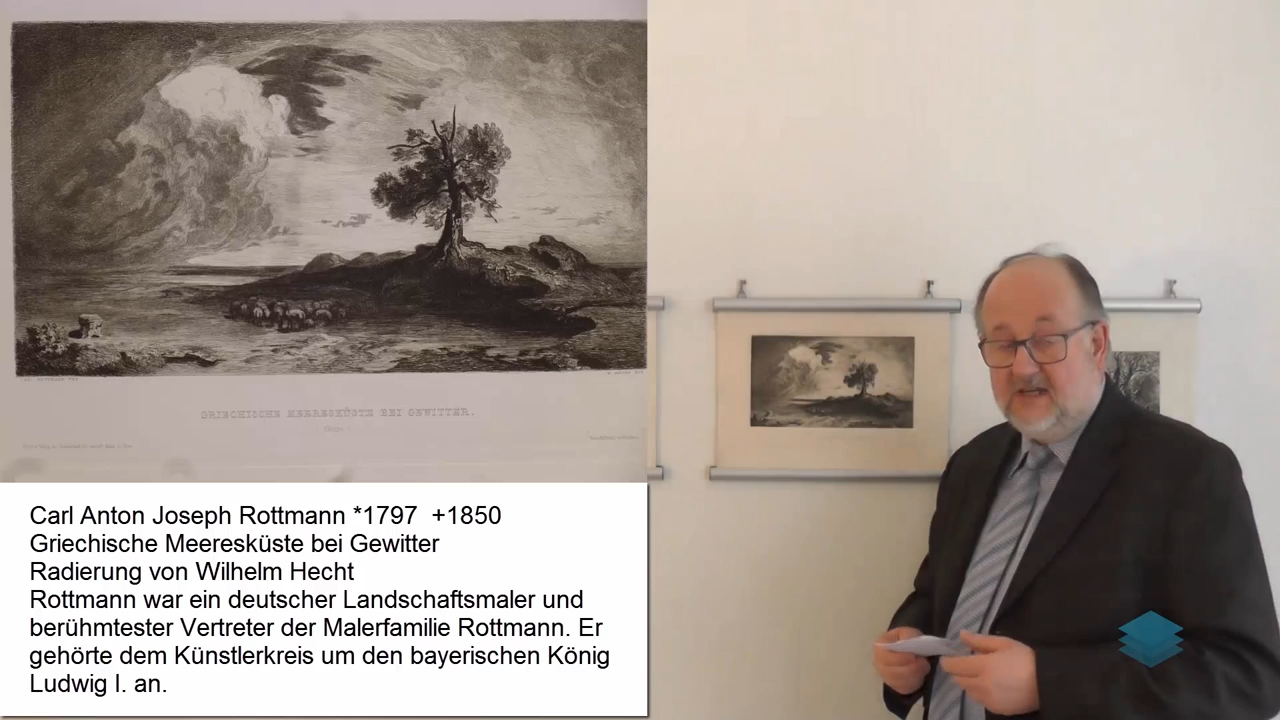 GRIECHISCHE MEERESKÜSTE BEI GEWITTER.
Carl Anton Joseph Rottmann *1797  +1850
Griechische Meeresküste bei Gewitter
Radierung von Wilhelm Hecht
Rottmann war ein deutscher Landschaftsmaler und
berühmtester Vertreter der Malerfamilie Rottmann. Er
gehörte dem Künstlerkreis um den bayerischen König
Ludwig I. an.